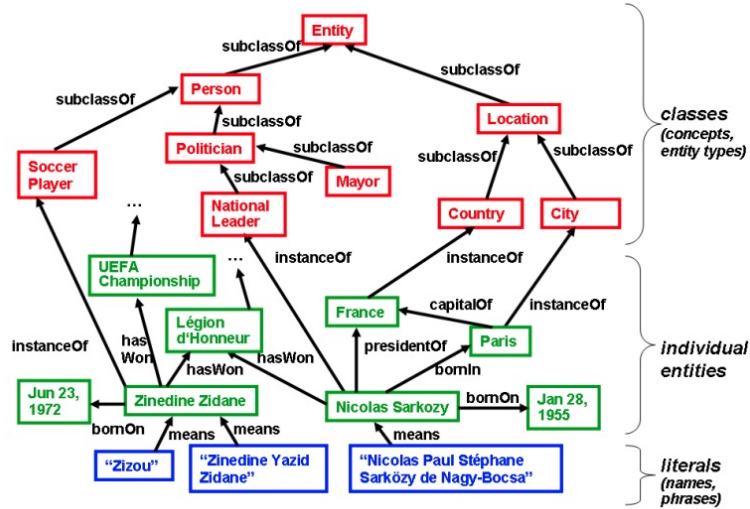 Entity
subclassOf
subclassOf
subclassOf
Person
subclassOf
Location
classes
(concepts,
entity types)
Politician
subclassOf
subclassOf
subclassOf
Soccer
Player
Mayor
subclassOf
...
National
Leader
Country
City
UEFA
Championship
...
instanceOf
instanceOf
instanceOf
capitalOf
France
Légion
d'Honneur
has
Won
hasWon
hasWon
instanceOf
presidentOf
Paris
bornIn
individual
entities
Jun 23,
1972
Zinedine Zidane
Nicolas Sarkozy
bornOn
Jan 28,
1955
bornOn
means
means
means
"Zizou"
"Zinedine Yazid
Zidane"
"Nicolas Paul Stéphane
Sarközy de Nagy-Bocsa"
literals
(names,
phrases)